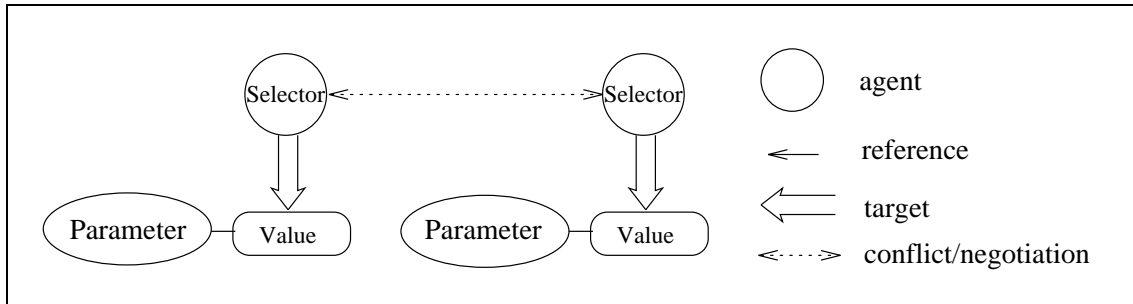 Selector
Selector
Parameter
Value
Parameter
Value
agent
reference
target
conflict/negotiation